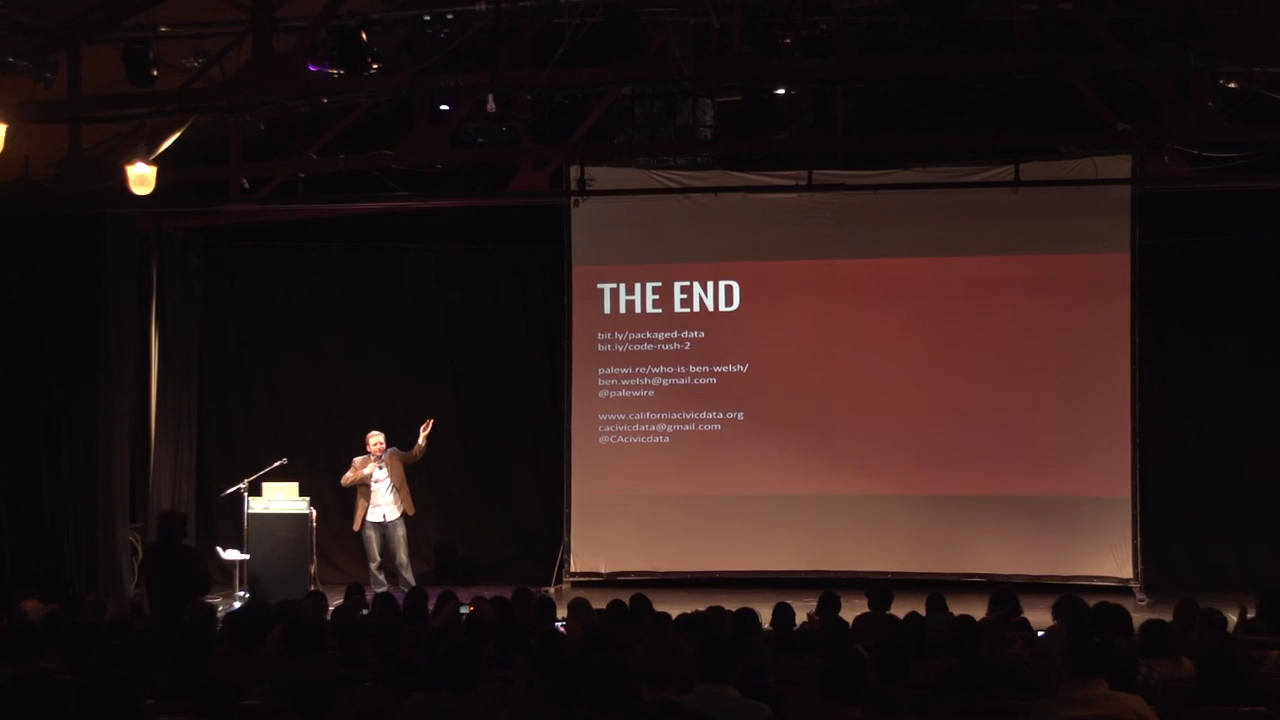 THE END
bit.ly/packaged-data
bit.ly/code-rush-2
palewi.re/who-is-ben-welsh/
ben.welsh@gmail.com
@palewire
www.californiacivicdata.org
cacivicdata@gmail.com
@CAcivicdata